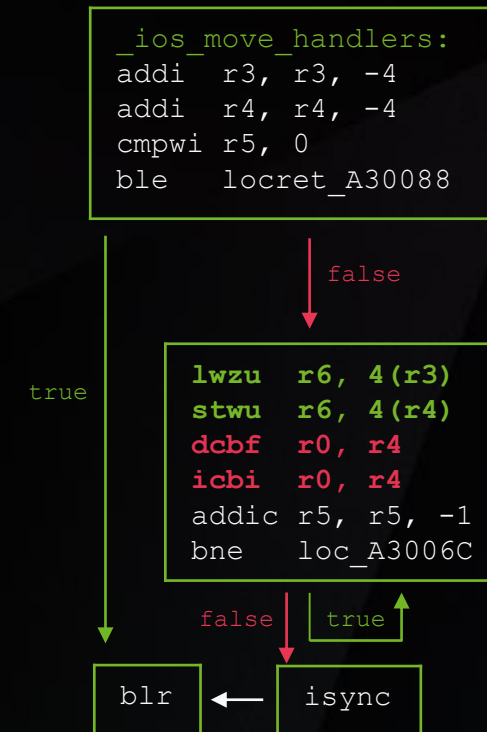 _ios_move_handlers:
addi r3, r3, -4
addi r4, r4, -4
cmpwi r5, 0
ble locret_A30088
false
true
lwzu r6, 4(r3)
stwu r6, 4(r4)
dcbf r0, r4
icbi r0, r4
addic r5, r5, -1
bne loc_A3006C
false
true
blr
isync